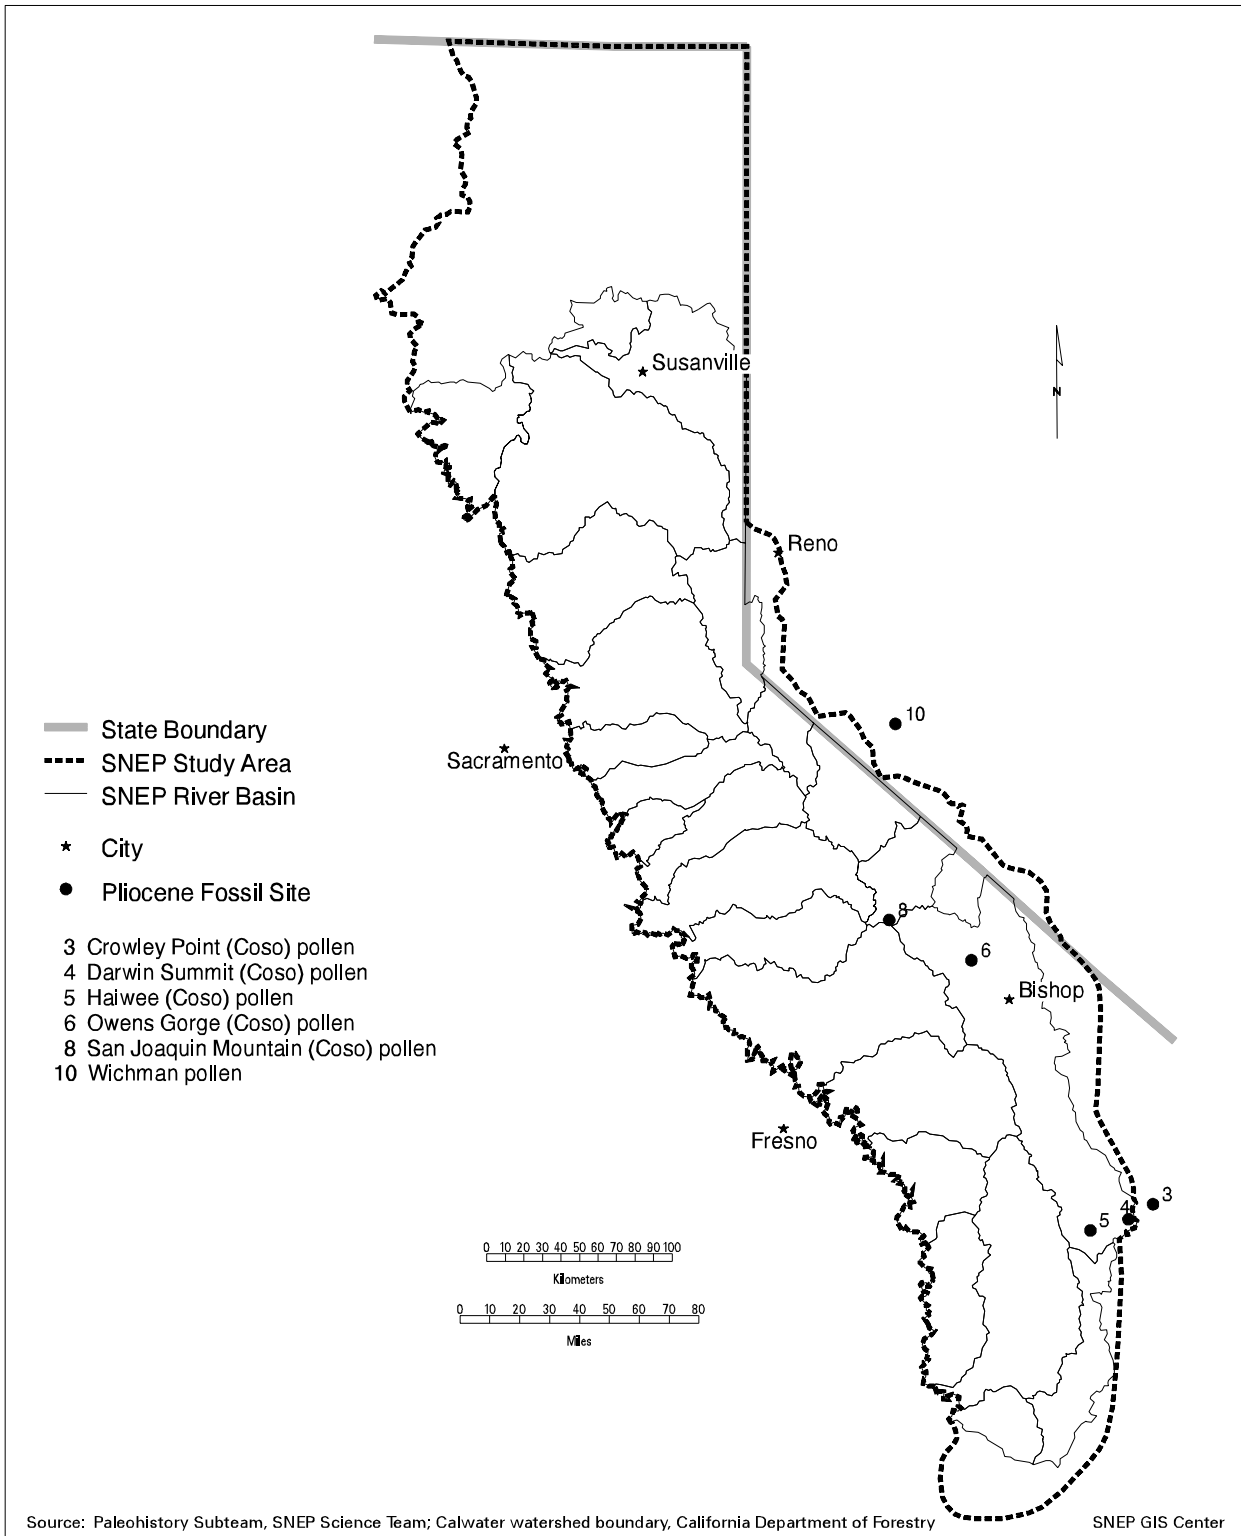 Susanville
N
Reno
10
State Boundary
SNEP Study Area
Sacramento
SNEP River Basin
City
Pliocene Fossil Site
8
3 Crowley Point (Coso) pollen
6
4 Darwin Summit (Coso) pollen
5 Haiwee (Coso) pollen
Bishop
6 Owens Gorge (Coso) pollen
8 San Joaquin Mountain (Coso) pollen
10 Wichman pollen
Fresno
3
4
5
0 10 20 30 40 50 60 70 80 90 100
Kilometers
0 10 20 30 40 50 60 70 80
Miles
Source: Paleohistory Subteam, SNEP Science Team; Calwater watershed boundary, California Department of Forestry
SNEP GIS Center